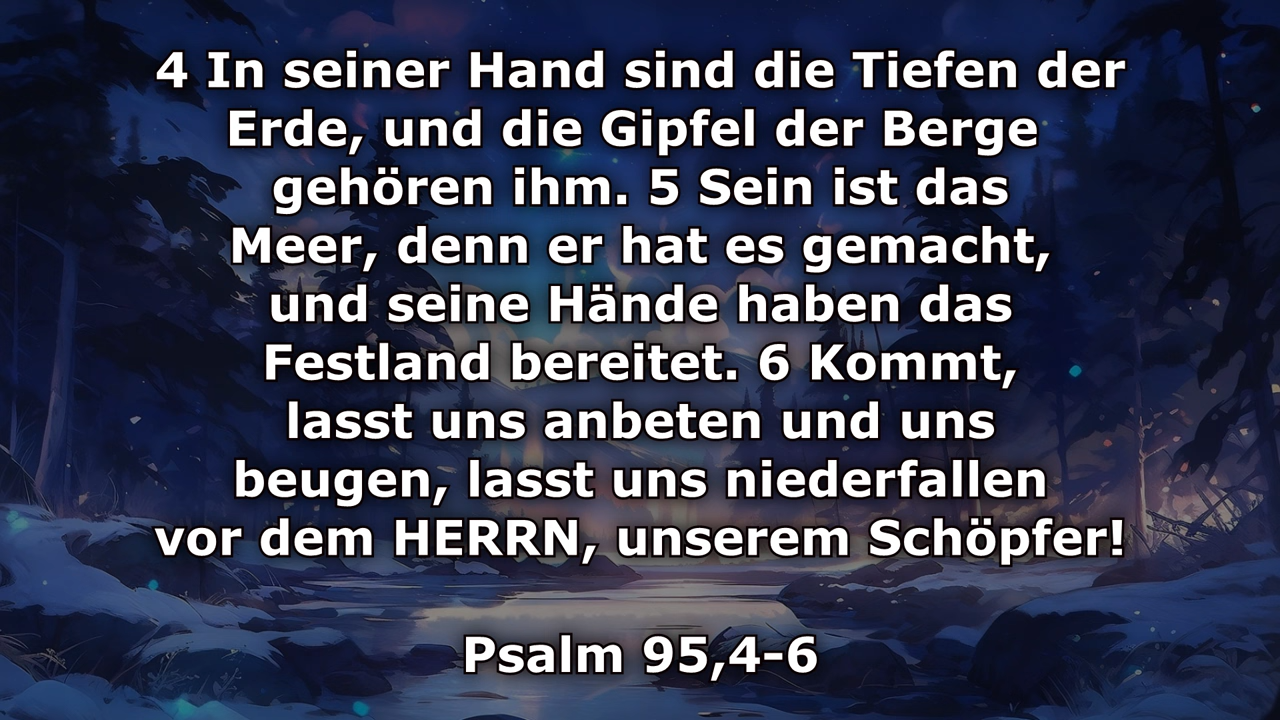 4 In seiner Hand sind die Tiefen der
Erde, und die Gipfel der Berge
gehören ihm. 5 Sein ist das
Meer, denn er hat es gemacht,
und seine Hände haben das
Festland bereitet. 6 Kommt,
lasst uns anbeten und uns
beugen, lasst uns niederfallen
vor dem HERRN, unserem Schöpfer!
Psalm 95,4-6